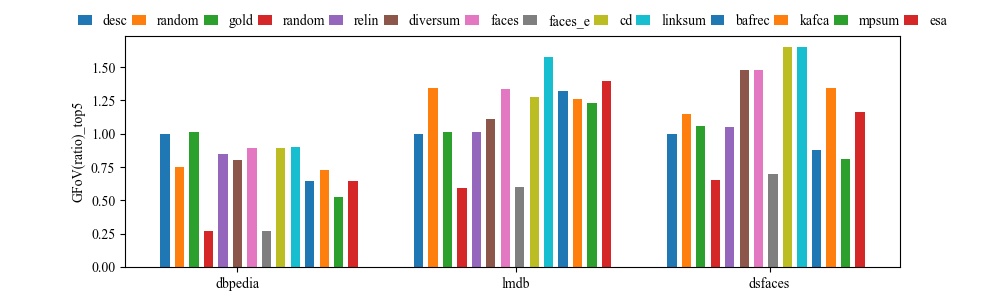 desc random gold random relin diversum faces faces_e cd linksum bafrec kafca mpsum esa
GFoV(ratio)_top5
1.50
1.25
1.00
0.75
0.50
0.25
0.00
dbpedia lmdb dsfaces